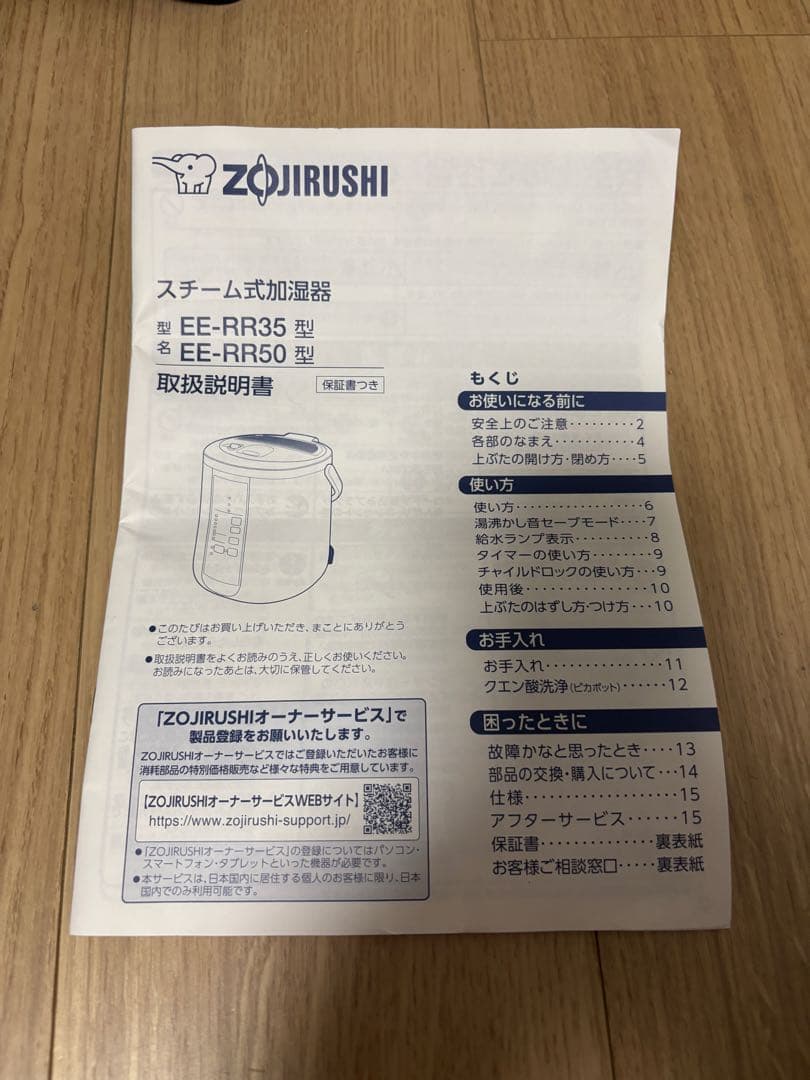 ZOJIRUSHI
スチーム式加湿器
型名 EE-RR35 型
EE-RR50 型
取扱説明書 保証書つき
●このたびはお買い上げいただき、まことにありがとう
ございます。
●取扱説明書をよくお読みのうえ、正しくお使いください。
お読みになったあとは、大切に保管してください。
「ZOJIRUSHIオーナーサービス」で
製品登録をお願いいたします。
ZOJIRUSHIオーナーサービスではご登録いただいたお客様に
消耗部品の特別価格販売など様々な特典をご用意しています。
【ZOJIRUSHIオーナーサービスWEBサイト】
https://www.zojirushi-support.jp/
●「ZOJIRUSHIオーナーサービス」の登録についてはパソコン・
スマートフォン・タブレットといった機器が必要です。
●本サービスは、日本国内に居住する個人のお客様に限り、日本
国内でのみ利用可能です。
もくじ
お使いになる前に
安全上のご注意・・・・・・・・・2
各部のなまえ・・・・・・・・・・・4
上ぶたの開け方・閉め方・・・・5
使い方
使い方・・・・・・・・・・・・・・・・・・6
湯沸かし音セーブモード・・・・7
給水ランプ表示・・・・・・・・・・8
タイマーの使い方・・・・・・・・9
チャイルドロックの使い方・・・9
使用後・・・・・・・・・・・・・・・・・10
上ぶたのはずし方・つけ方・・・10
お手入れ
お手入れ・・・・・・・・・・・・・・・11
クエン酸洗浄(ピカポット)・・・・・・12
困ったときに
故障かなと思ったとき・・・・13
部品の交換・購入について・・・14
仕様・・・・・・・・・・・・・・・・・・15
アフターサービス・・・・・・15
保証書・・・・・・・・・・・・・裏表紙
お客様ご相談窓口・・・・・裏表紙